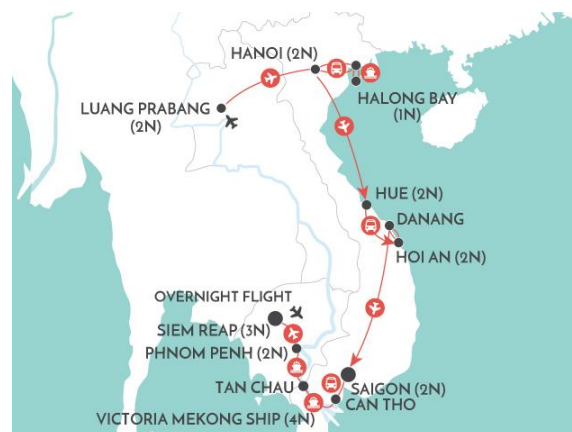 HANOI (2N)
HALONG BAY
(1N)
LUANG PRABANG
(2N)
HUE (2N)
DANANG
HOI AN (2N)
OVERNIGHT FLIGHT
SIEM REAP (3N)
PHNOM PENH (2N)
TAN CHAU
SAIGON (2N)
CAN THO
VICTORIA MEKONG SHIP (4N)